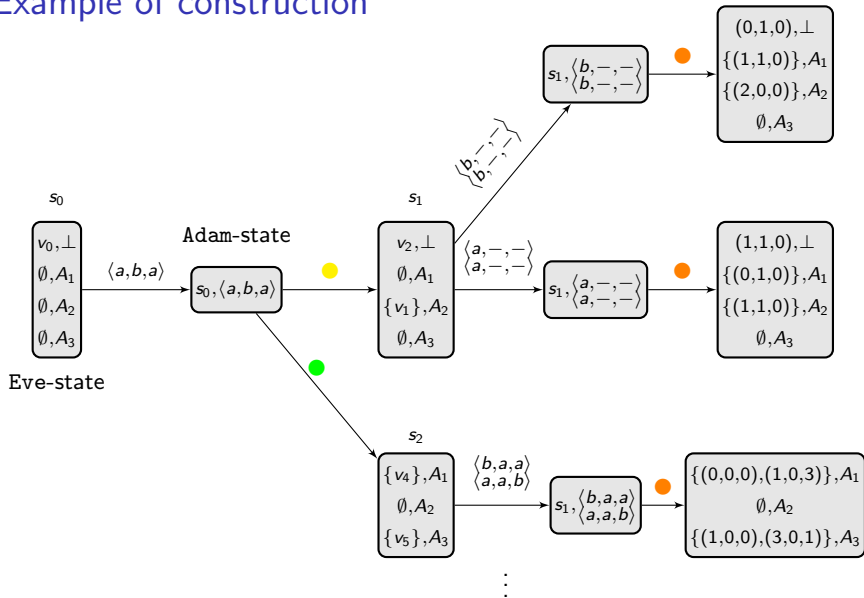 Example of construction
s₀
v₀,⊥
∅,A₁
∅,A₂
∅,A₃
Eve-state
⟨a,b,a⟩
Adam-state
s₀,⟨a,b,a⟩
s₁
v₂,⊥
∅,A₁
{v₁},A₂
∅,A₃
⟨b,−,−⟩
⟨b,−,−⟩
s₁,⟨b,−,−⟩
⟨b,−,−⟩
(0,1,0),⊥
{(1,1,0)},A₁
{(2,0,0)},A₂
∅,A₃
⟨a,−,−⟩
⟨a,−,−⟩
s₁,⟨a,−,−⟩
⟨a,−,−⟩
(1,1,0),⊥
{(0,1,0)},A₁
{(1,1,0)},A₂
∅,A₃
s₂
{v₄},A₁
∅,A₂
{v₅},A₃
⟨b,a,a⟩
⟨a,a,b⟩
s₁,⟨b,a,a⟩
⟨a,a,b⟩
{(0,0,0),(1,0,3)},A₁
∅,A₂
{(1,0,0),(3,0,1)},A₃
⋮